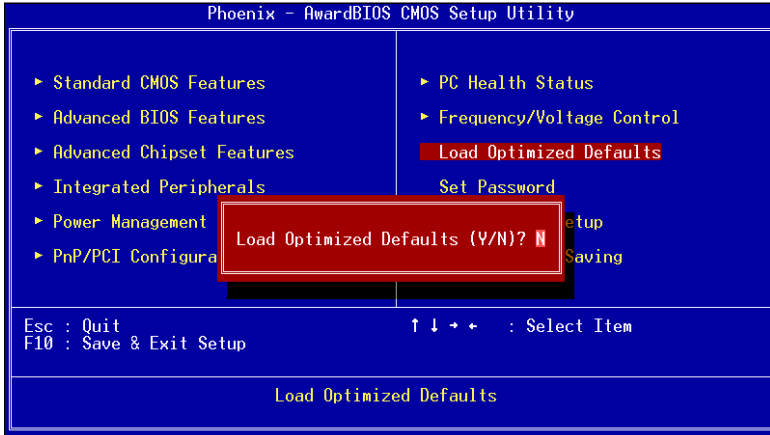 Phoenix - AwardBIOS CMOS Setup Utility
► Standard CMOS Features
► Advanced BIOS Features
► Advanced Chipset Features
► Integrated Peripherals
► Power Management
► PnP/PCI Configura
► PC Health Status
► Frequency/Voltage Control
Load Optimized Defaults
Set Password
etup
Saving
Load Optimized Defaults (Y/N)? N
Esc : Quit
F10 : Save & Exit Setup
↑ ↓ → ← : Select Item
Load Optimized Defaults